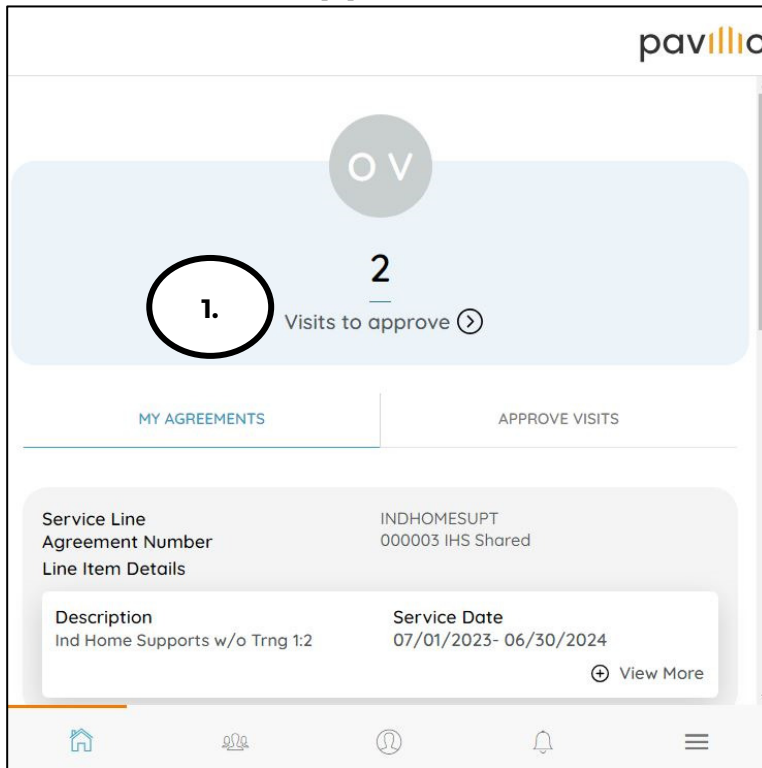 pavillio
O V
2
1.
Visits to approve
MY AGREEMENTS
APPROVE VISITS
Service Line
INDHOMESUPT
Agreement Number
000003 IHS Shared
Line Item Details
Description
Service Date
Ind Home Supports w/o Trng 1:2
07/01/2023- 06/30/2024
View More